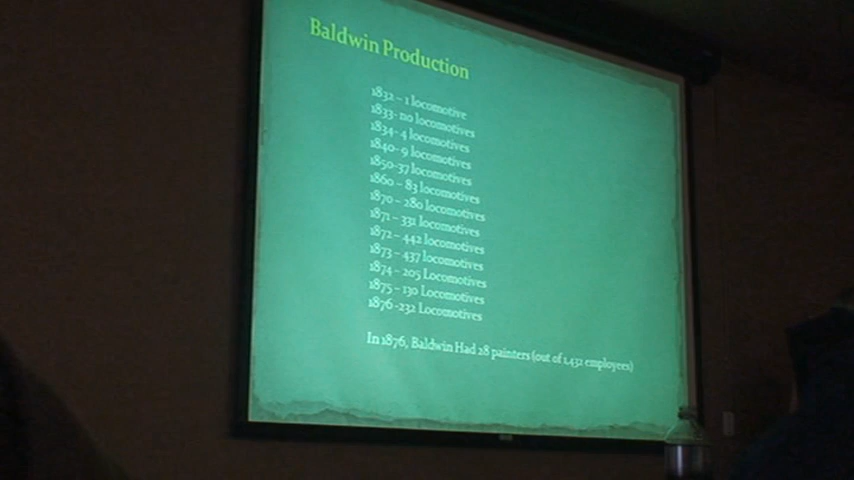 Baldwin Production
1832 – 1 locomotive
1833- no locomotives
1834- 4 locomotives
1840- 9 locomotives
1850-37 locomotives
1860 – 83 locomotives
1870 – 280 locomotives
1871 – 331 locomotives
1872 – 442 locomotives
1873 – 437 locomotives
1874 – 205 Locomotives
1875 – 130 Locomotives
1876 -232 Locomotives
In 1876, Baldwin Had 28 painters (out of 1,432 employees)